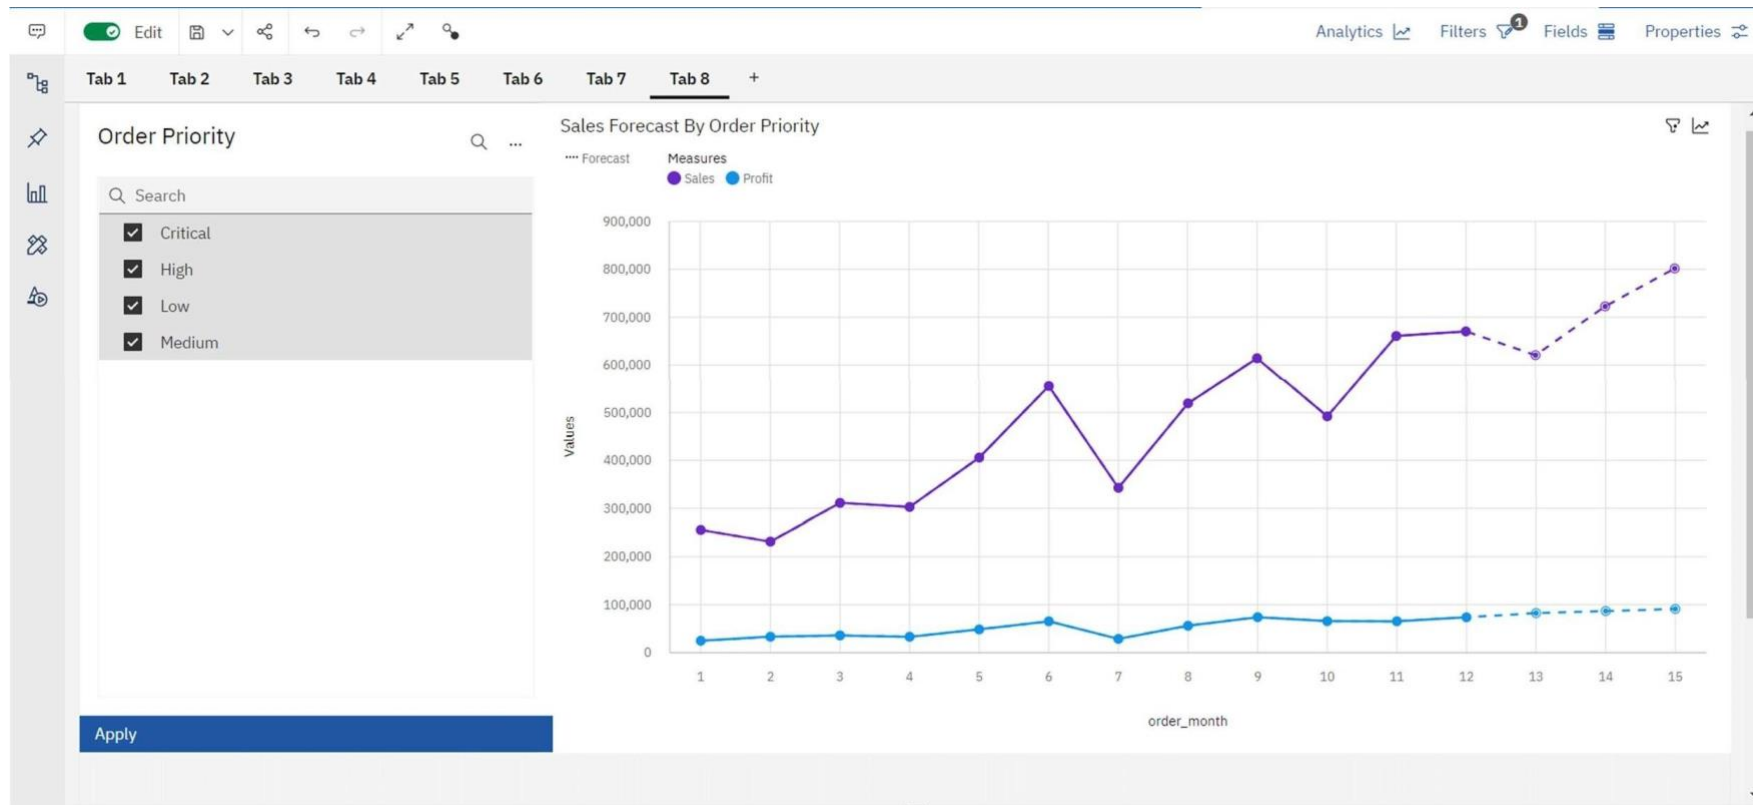 Edit
Analytics
Filters
1
Fields
Properties
Tab 1
Tab 2
Tab 3
Tab 4
Tab 5
Tab 6
Tab 7
Tab 8
+
Order Priority
...
Search
Critical
High
Low
Medium
Apply
Sales Forecast By Order Priority
Forecast
Measures
Sales
Profit
Values
900,000
800,000
700,000
600,000
500,000
400,000
300,000
200,000
100,000
0
1 2 3 4 5 6 7 8 9 10 11 12 13 14 15
order_month